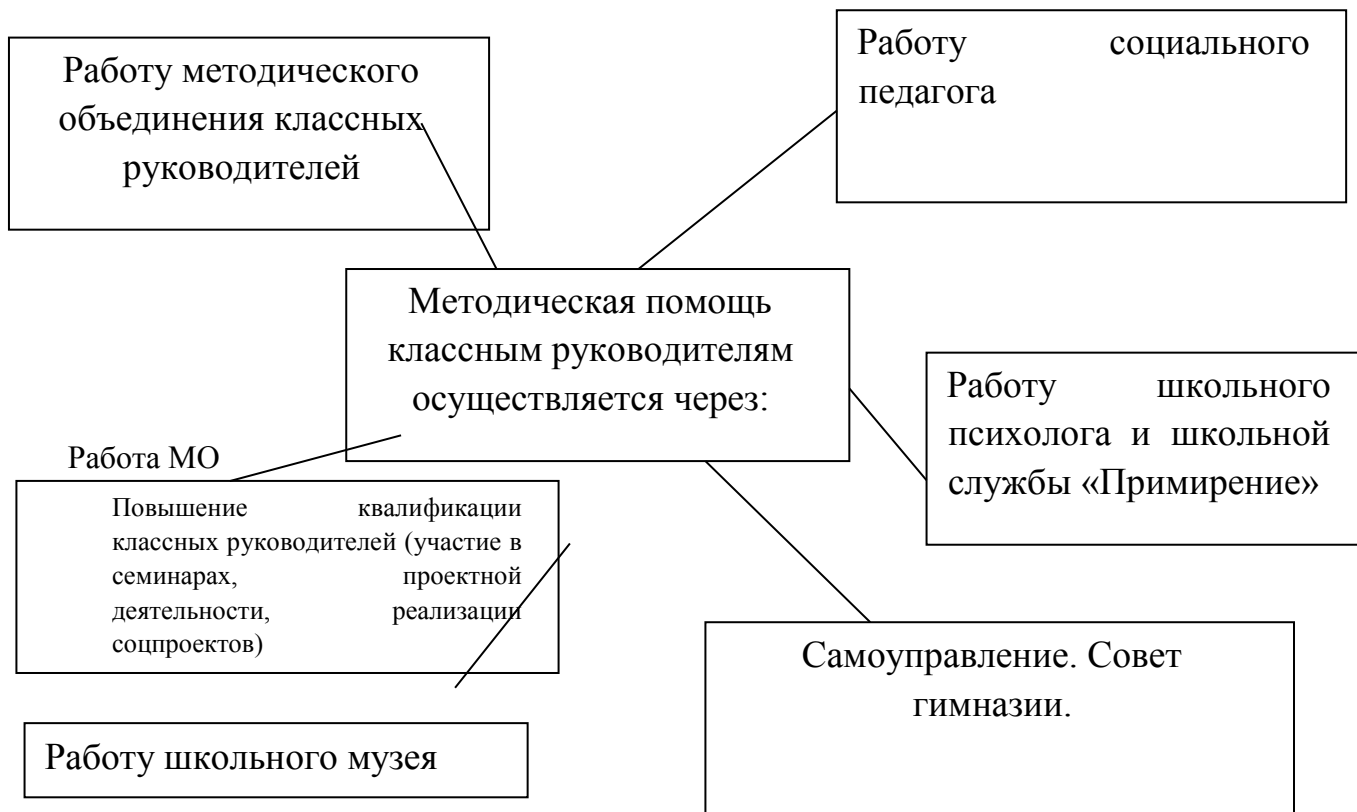 Работу методического
объединения классных
руководителей
Работу социального
педагога
Методическая помощь
классным руководителям
осуществляется через:
Работу школьного
психолога и школьной
службы «Примирение»
Работа МО
Повышение квалификации
классных руководителей (участие в
семинарах, проектной
деятельности, реализации
соцпроектов)
Самоуправление. Совет
гимназии.
Работу школьного музея